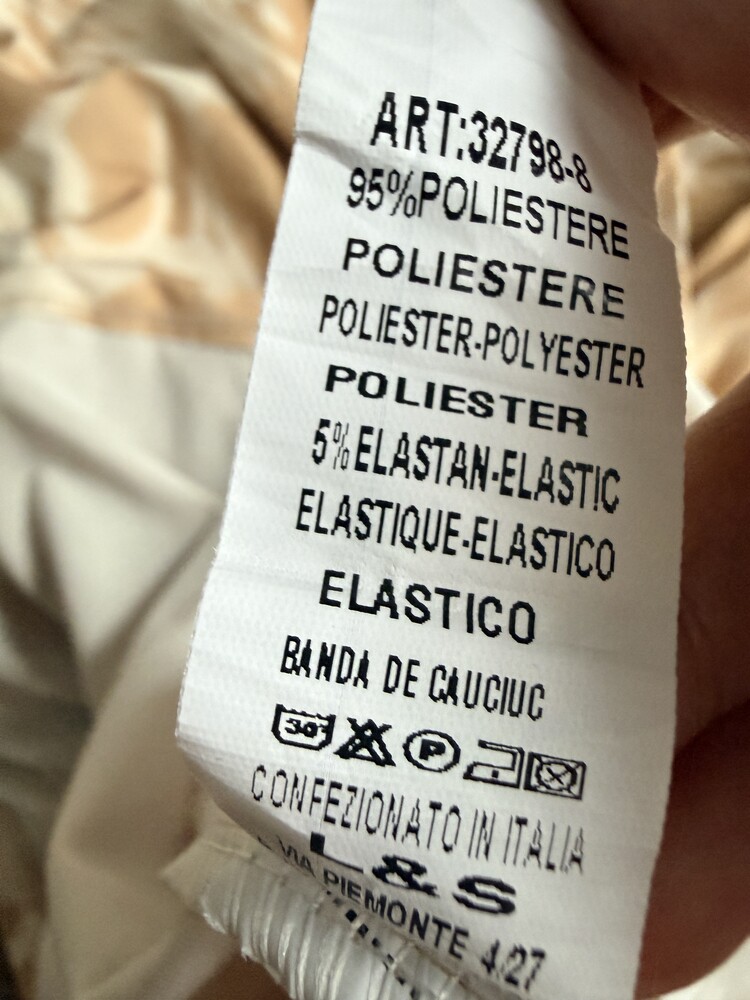 ART:32798-8
95%POLIESTERE
POLIESTERE
POLIESTER-POLYESTER
POLIESTER
5%ELASTAN-ELASTIC
ELASTIQUE-ELASTICO
ELASTICO
BANDA DE CAUCIUC
30° P
CONFEZIONATO IN ITALIA
L&S
VIA PIEMONTE 4/27